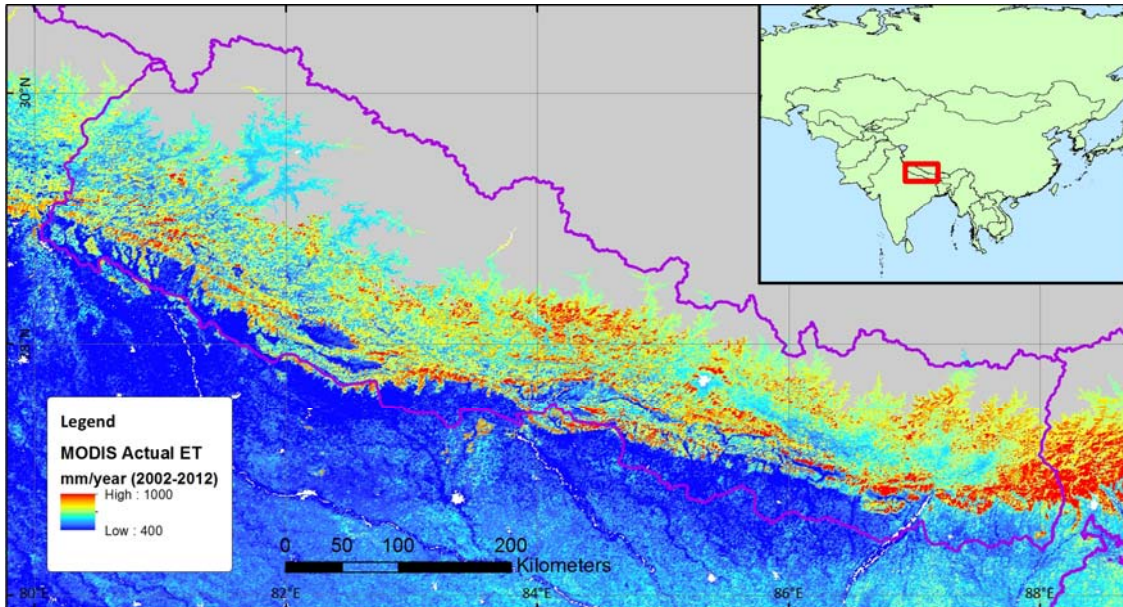 30°N
28°N
Legend
MODIS Actual ET
mm/year (2002-2012)
High : 1000
Low : 400
0 50 100 200
Kilometers
80°E 82°E 84°E 86°E 88°E